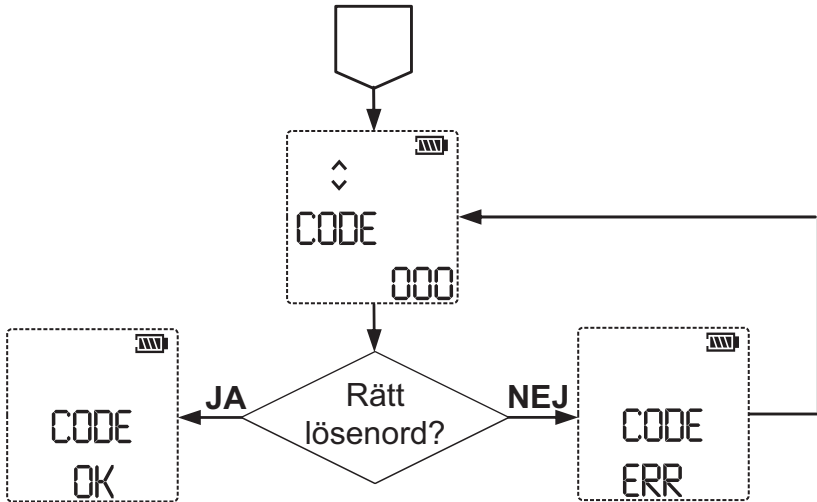 CODE
000
Rätt
lösenord?
JA
NEJ
CODE
OK
CODE
ERR